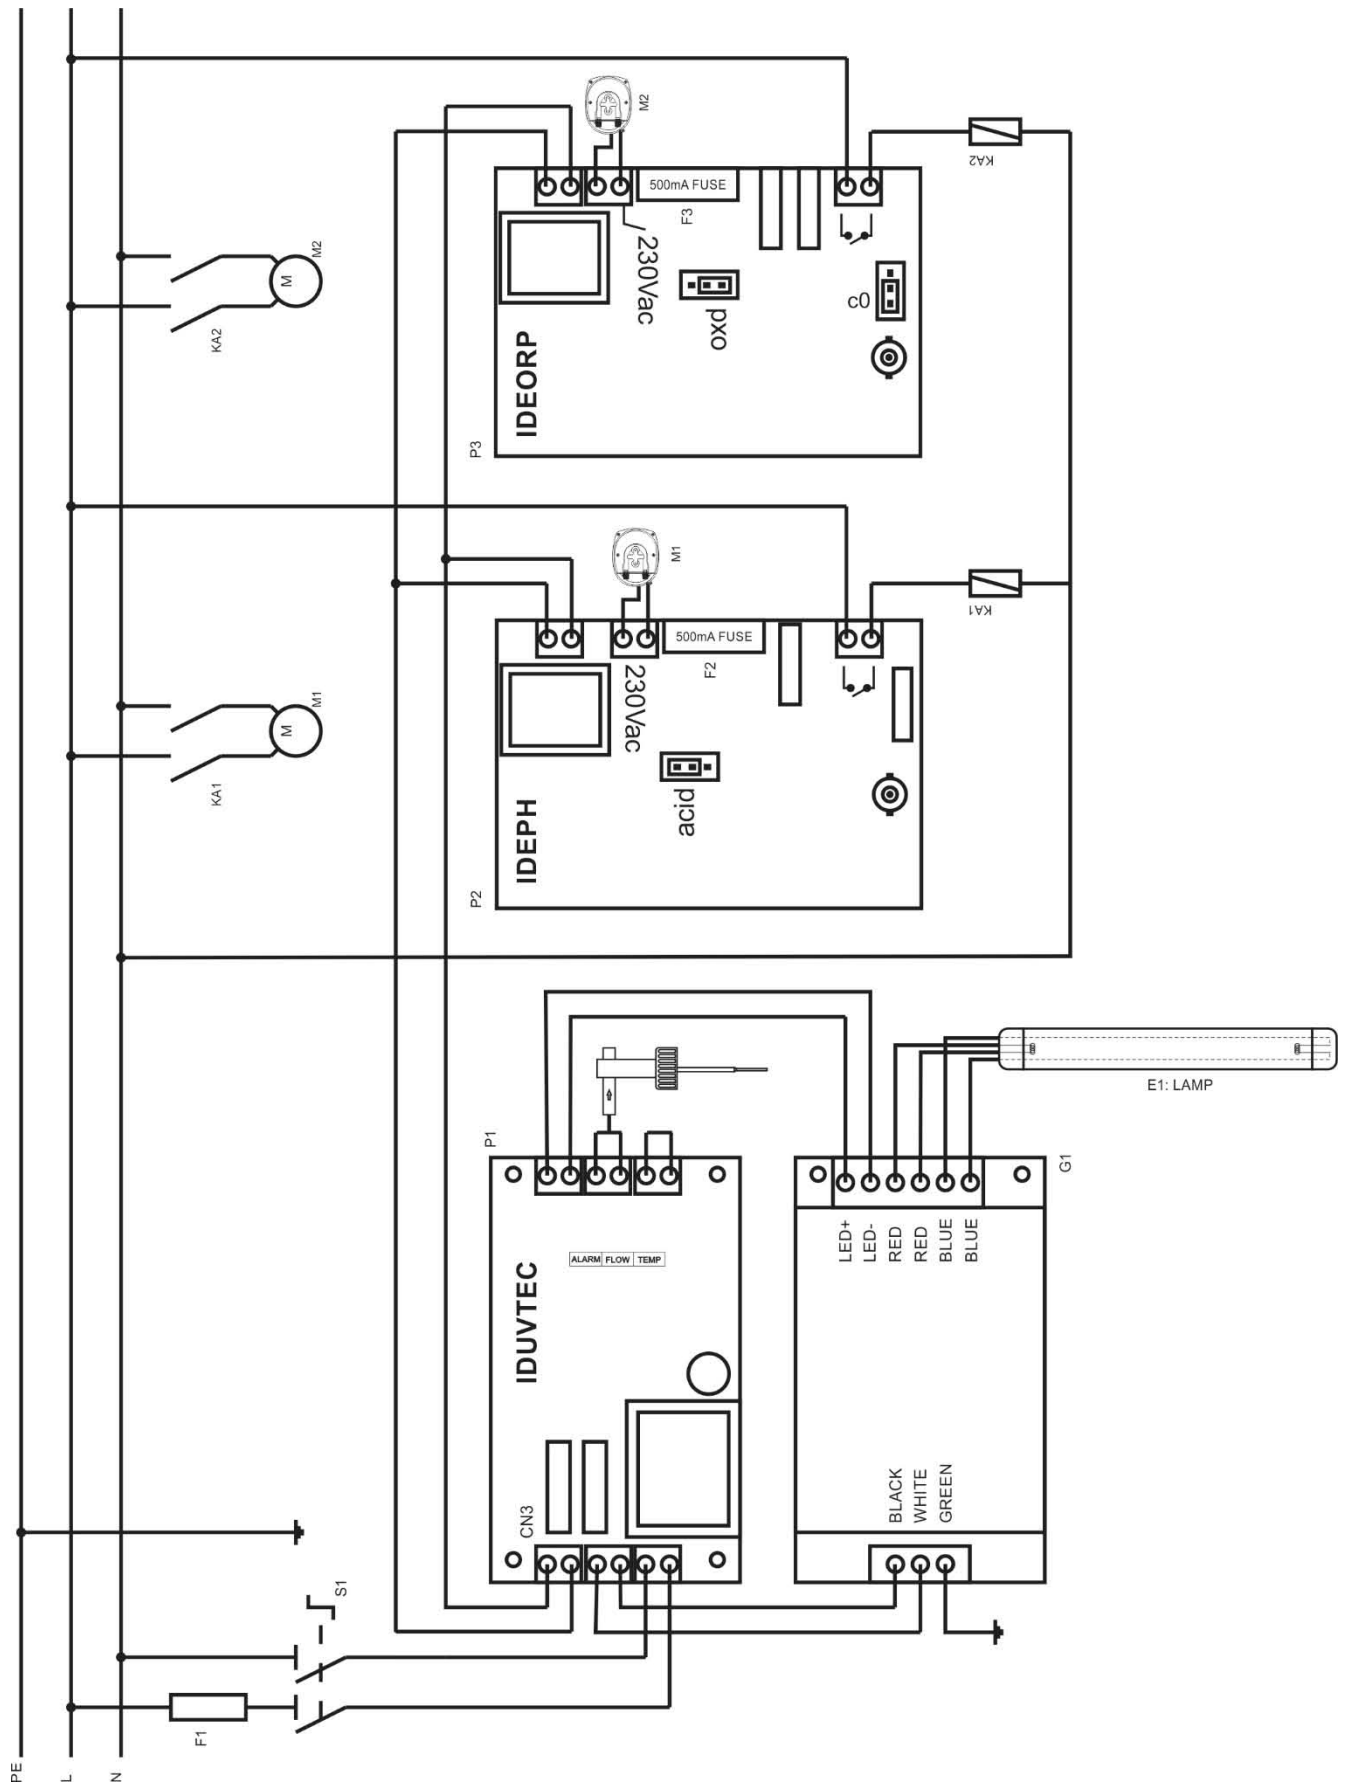 M2
KA2
500mA FUSE
F3
M2
KA2
230Vac
oxp
c0
IDEORP
P3
M1
KA1
M1
KA1
500mA FUSE
F2
230Vac
acid
IDEPH
P2
E1: LAMP
P1
G1
LED+
LED-
RED
RED
BLUE
BLUE
ALARM FLOW TEMP
IDUVTEC
CN3
BLACK
WHITE
GREEN
S1
F1
PE
L
N